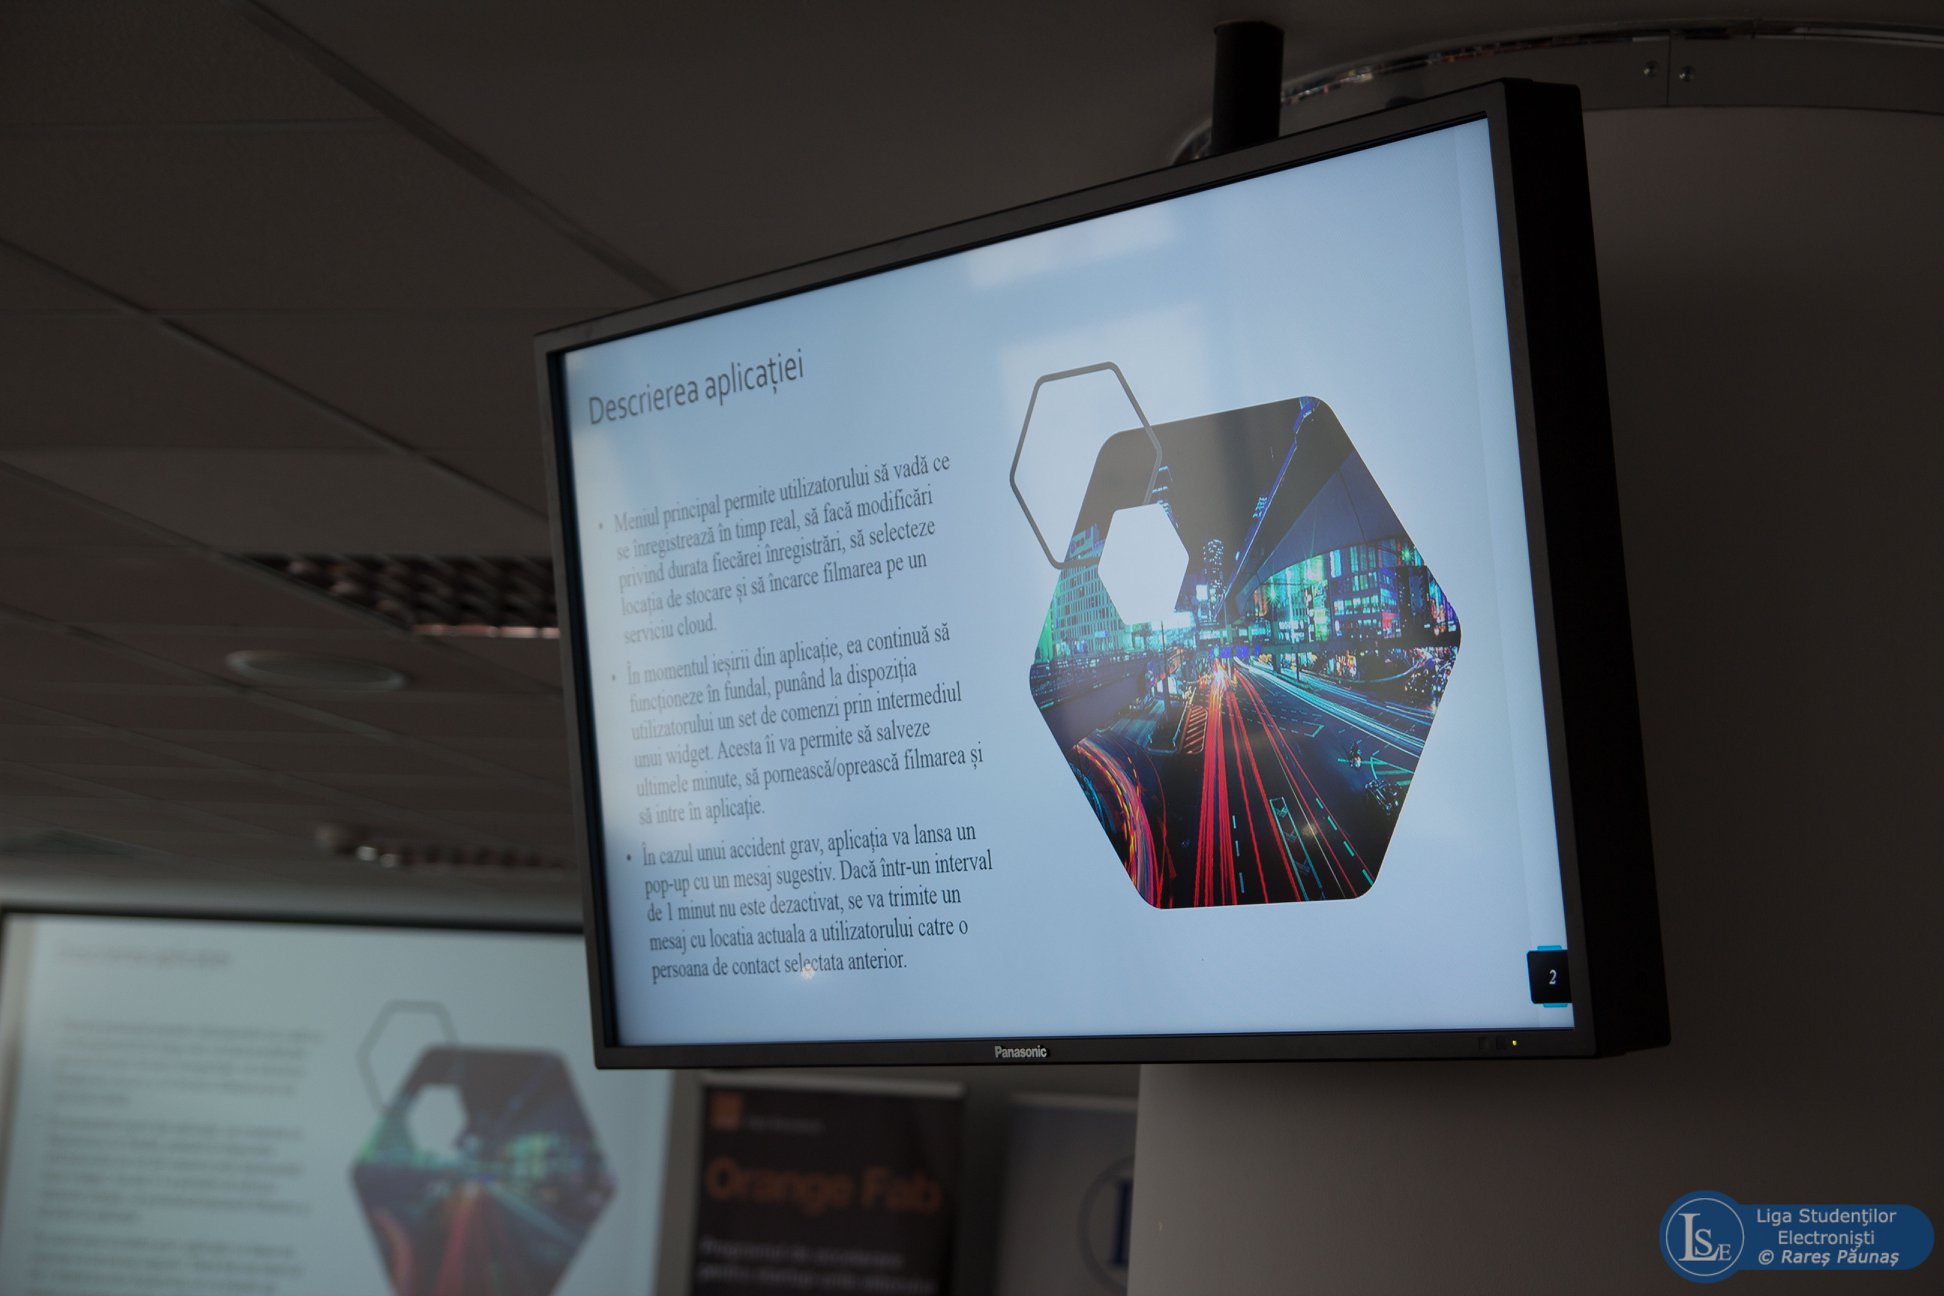 Descrierea aplicației
• Meniul principal permite utilizatorului să vadă ce
se înregistrează în timp real, să facă modificări
privind durata fiecărei înregistrări, să selecteze
locația de stocare și să încarce filmarea pe un
serviciu cloud.
• În momentul ieșirii din aplicație, ea continuă să
funcționeze în fundal, punând la dispoziția
utilizatorului un set de comenzi prin intermediul
unui widget. Acesta îi va permite să salveze
ultimele minute, să pornească/oprească filmarea și
să intre în aplicație.
• În cazul unui accident grav, aplicația va lansa un
pop-up cu un mesaj sugestiv. Dacă într-un interval
de 1 minut nu este dezactivat, se va trimite un
mesaj cu locatia actuala a utilizatorului catre o
persoana de contact selectata anterior.
2
Panasonic
Orange Fab
LSE
Liga Studenţilor
Electronişti
© Rareş Păunaş